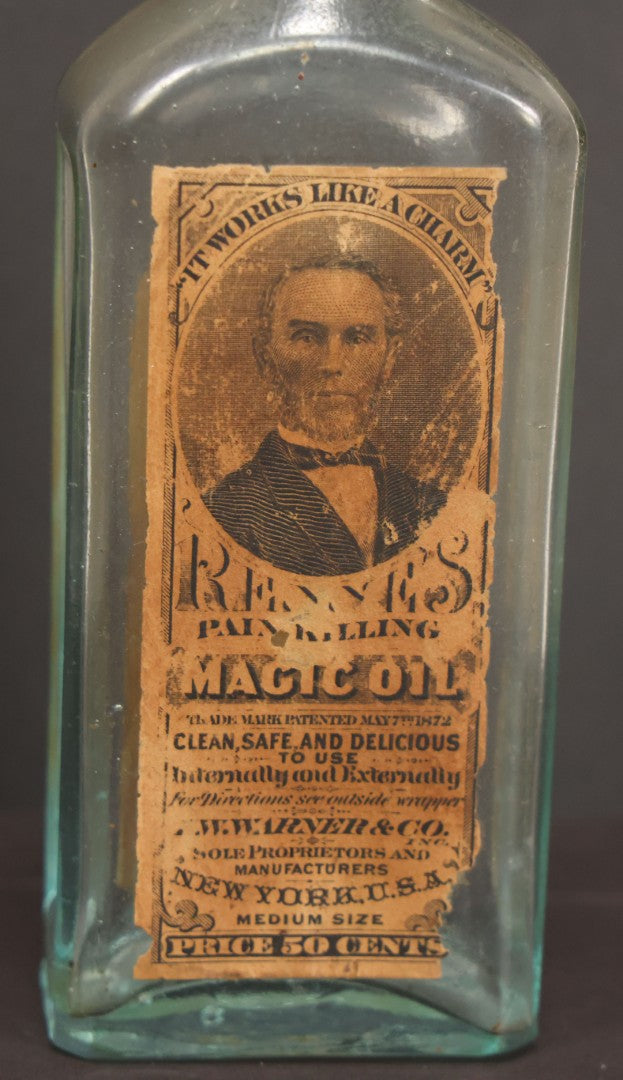 "IT WORKS LIKE A CHARM"
RENNE'S
PAIN KILLING
MAGIC OIL
TRADE MARK PATENTED MAY 7TH 1872
CLEAN, SAFE, AND DELICIOUS
TO USE
Internally and Externally
For Directions see outside wrapper
W. WARNER & CO.
INC.
SOLE PROPRIETORS AND
MANUFACTURERS
NEW YORK, U.S.A.
MEDIUM SIZE
PRICE 50 CENTS